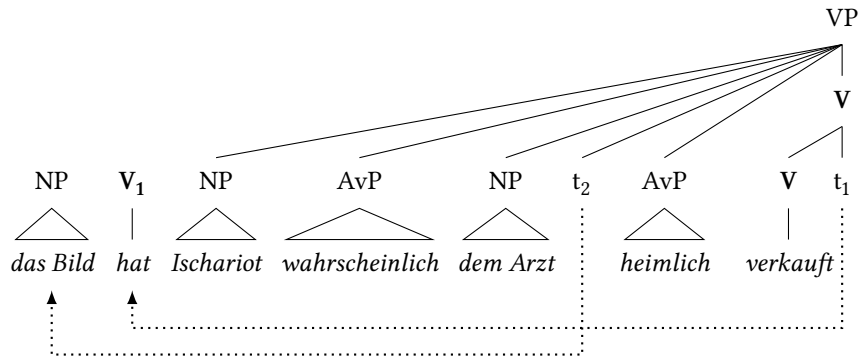 VP
V
NP V₁ NP AvP NP t₂ AvP V t₁
das Bild hat Ischariot wahrscheinlich dem Arzt heimlich verkauft